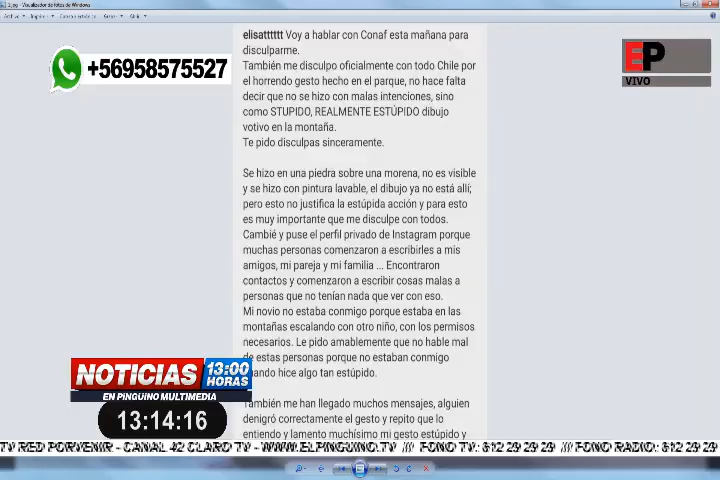 1.jpg - Visualizador de fotos de Windows
elisatttttt Voy a hablar con Conaf esta mañana para
disculparme.
También me disculpo oficialmente con todo Chile por
el horrendo gesto hecho en el parque, no hace falta
decir que no se hizo con malas intenciones, sino
como STUPIDO, REALMENTE ESTÚPIDO dibujo
votivo en la montaña.
Te pido disculpas sinceramente.
Se hizo en una piedra sobre una morena, no es visible
y se hizo con pintura lavable, el dibujo ya no está allí;
pero esto no justifica la estúpida acción y para esto
es muy importante que me disculpe con todos.
Cambié y puse el perfil privado de Instagram porque
muchas personas comenzaron a escribirles a mis
amigos, mi pareja y mi familia ... Encontraron
contactos y comenzaron a escribir cosas malas a
personas que no tenían nada que ver con eso.
Mi novio no estaba conmigo porque estaba en las
montañas escalando con otro niño, con los permisos
necesarios. Le pido amablemente que no hable mal
de estas personas porque no estaban conmigo
uando hice algo tan estúpido.
También me han llegado muchos mensajes, alguien
denigró correctamente el gesto y repito que lo
entiendo y lamento muchísimo mi gesto estúpido y
+56958575527
EP
VIVO
NOTICIAS 13:00 HORAS
EN PINGÜINO MULTIMEDIA
13:14:16
TV RED PORVENIR - CANAL 42 CLARO TV - WWW.ELPINGUINO.TV /// FONO TV: 612 29 29 29 /// FONO RADIO: 612 29 29